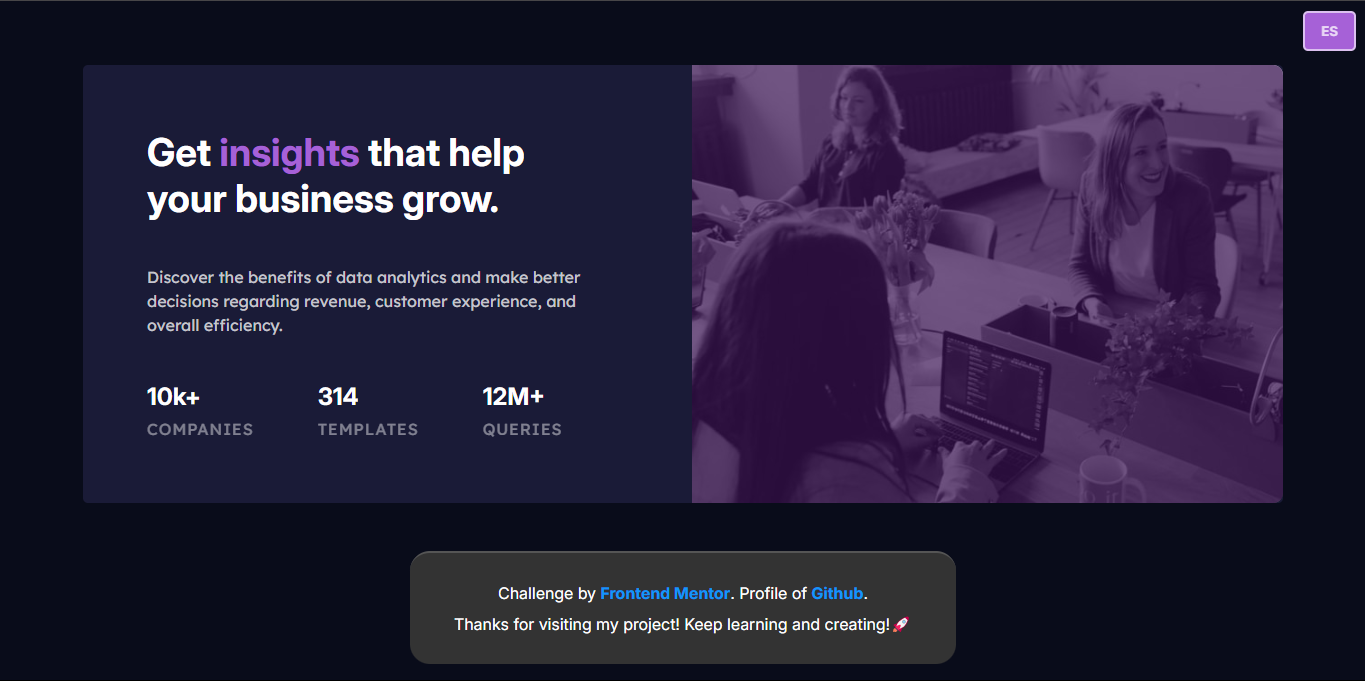 ES
Get insights that help
your business grow.
Discover the benefits of data analytics and make better
decisions regarding revenue, customer experience, and
overall efficiency.
10k+ 314 12M+
COMPANIES TEMPLATES QUERIES
Challenge by Frontend Mentor. Profile of Github.
Thanks for visiting my project! Keep learning and creating!🚀